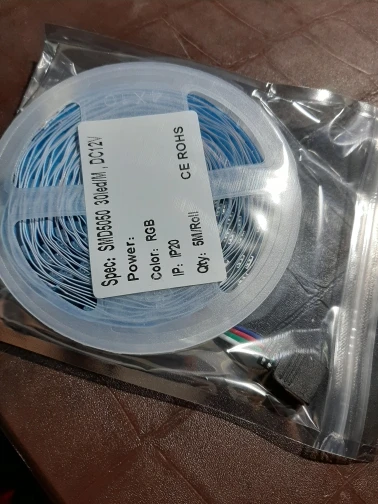 Spec: SMD5050 30led/M , DC12V
Power:
Color: RGB
IP: IP20
Qty: 5M/Roll
CE ROHS